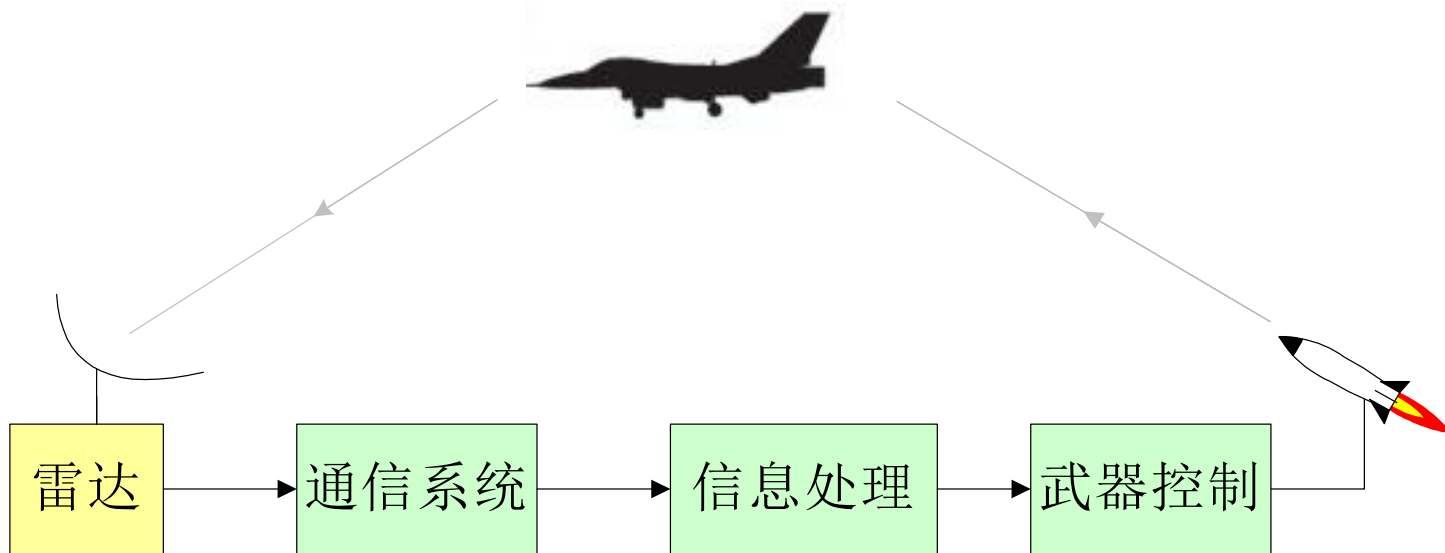 雷达
通信系统
信息处理
武器控制